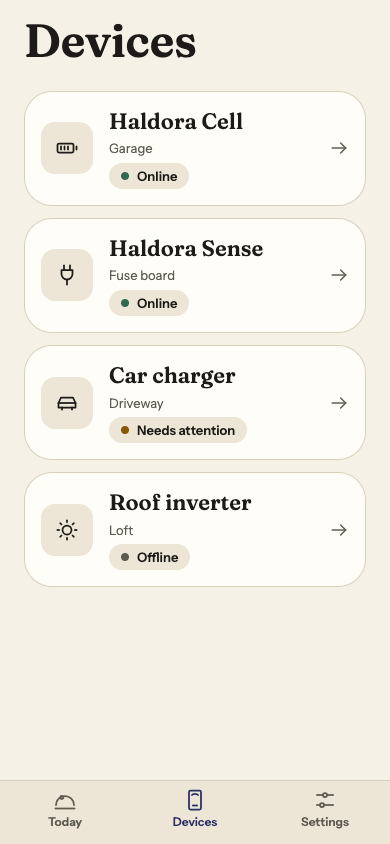 Devices
Haldora Cell
Garage
Online
Haldora Sense
Fuse board
Online
Car charger
Driveway
Needs attention
Roof inverter
Loft
Offline
Today
Devices
Settings